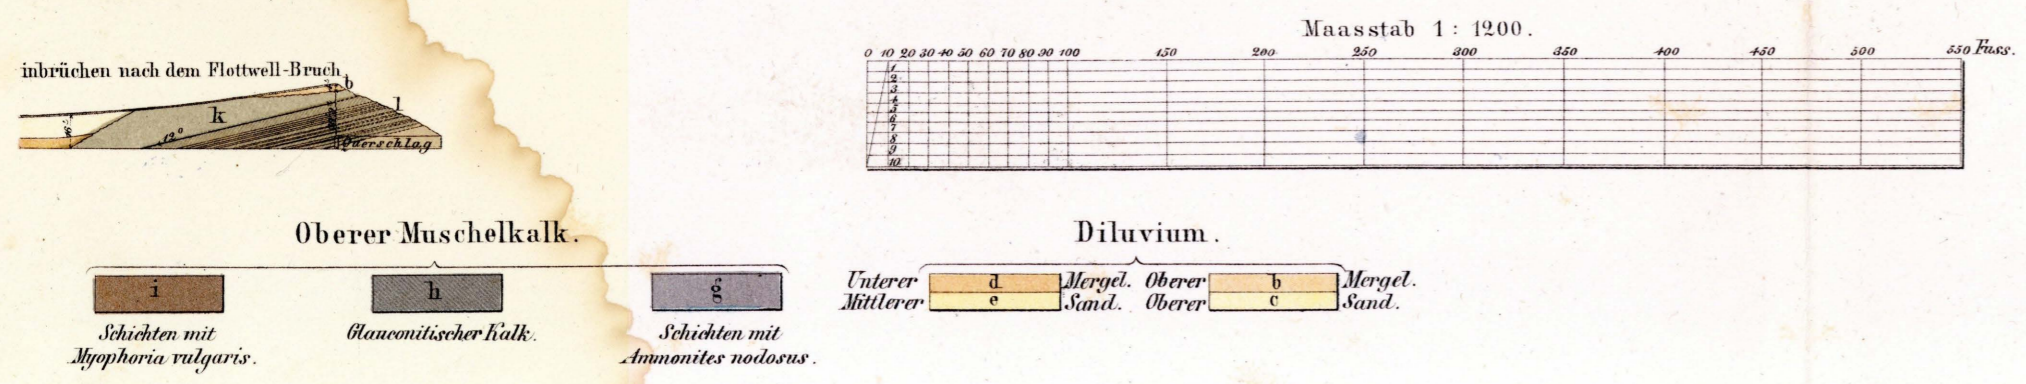 Maasstab 1 : 1200.
0 10 20 30 40 50 60 70 80 90 100 150 200 250 300 350 400 450 500 550 Fuss.
1
2
3
4
5
6
7
8
9
10
inbrüchen nach dem Flottwell-Bruch
b
l
k
12°
Querschlag
Oberer Muschelkalk.
i
h
g
Schichten mit
Myophoria vulgaris.
Glauconitischer Kalk.
Schichten mit
Ammonites nodosus.
Diluvium.
Unterer d Mergel. Oberer b Mergel.
Mittlerer e Sand. Oberer c Sand.